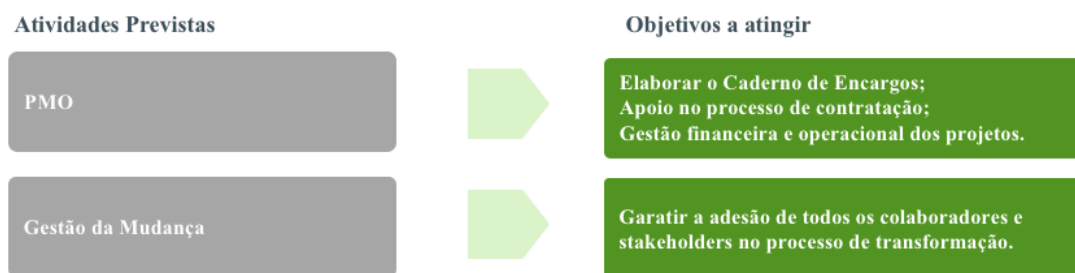 Atividades Previstas
Objetivos a atingir
PMO
Elaborar o Caderno de Encargos;
Apoio no processo de contratação;
Gestão financeira e operacional dos projetos.
Gestão da Mudança
Garatir a adesão de todos os colaboradores e
stakeholders no processo de transformação.